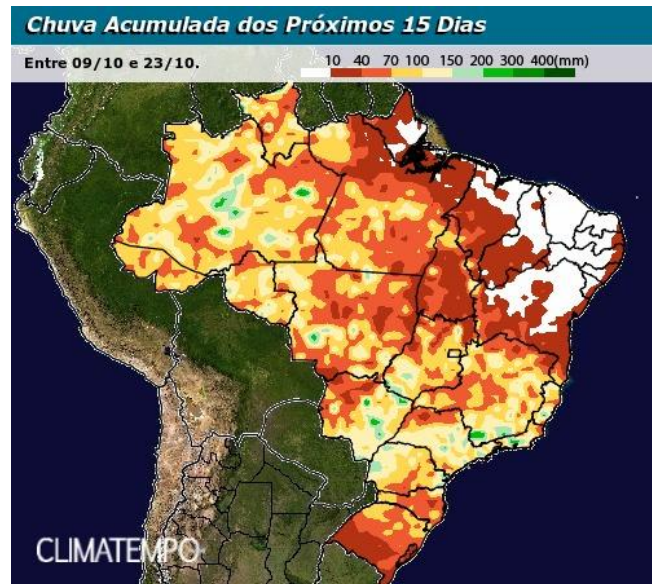 Chuva Acumulada dos Próximos 15 Dias
Entre 09/10 e 23/10.
10 40 70 100 150 200 300 400(mm)
CLIMATEMPO